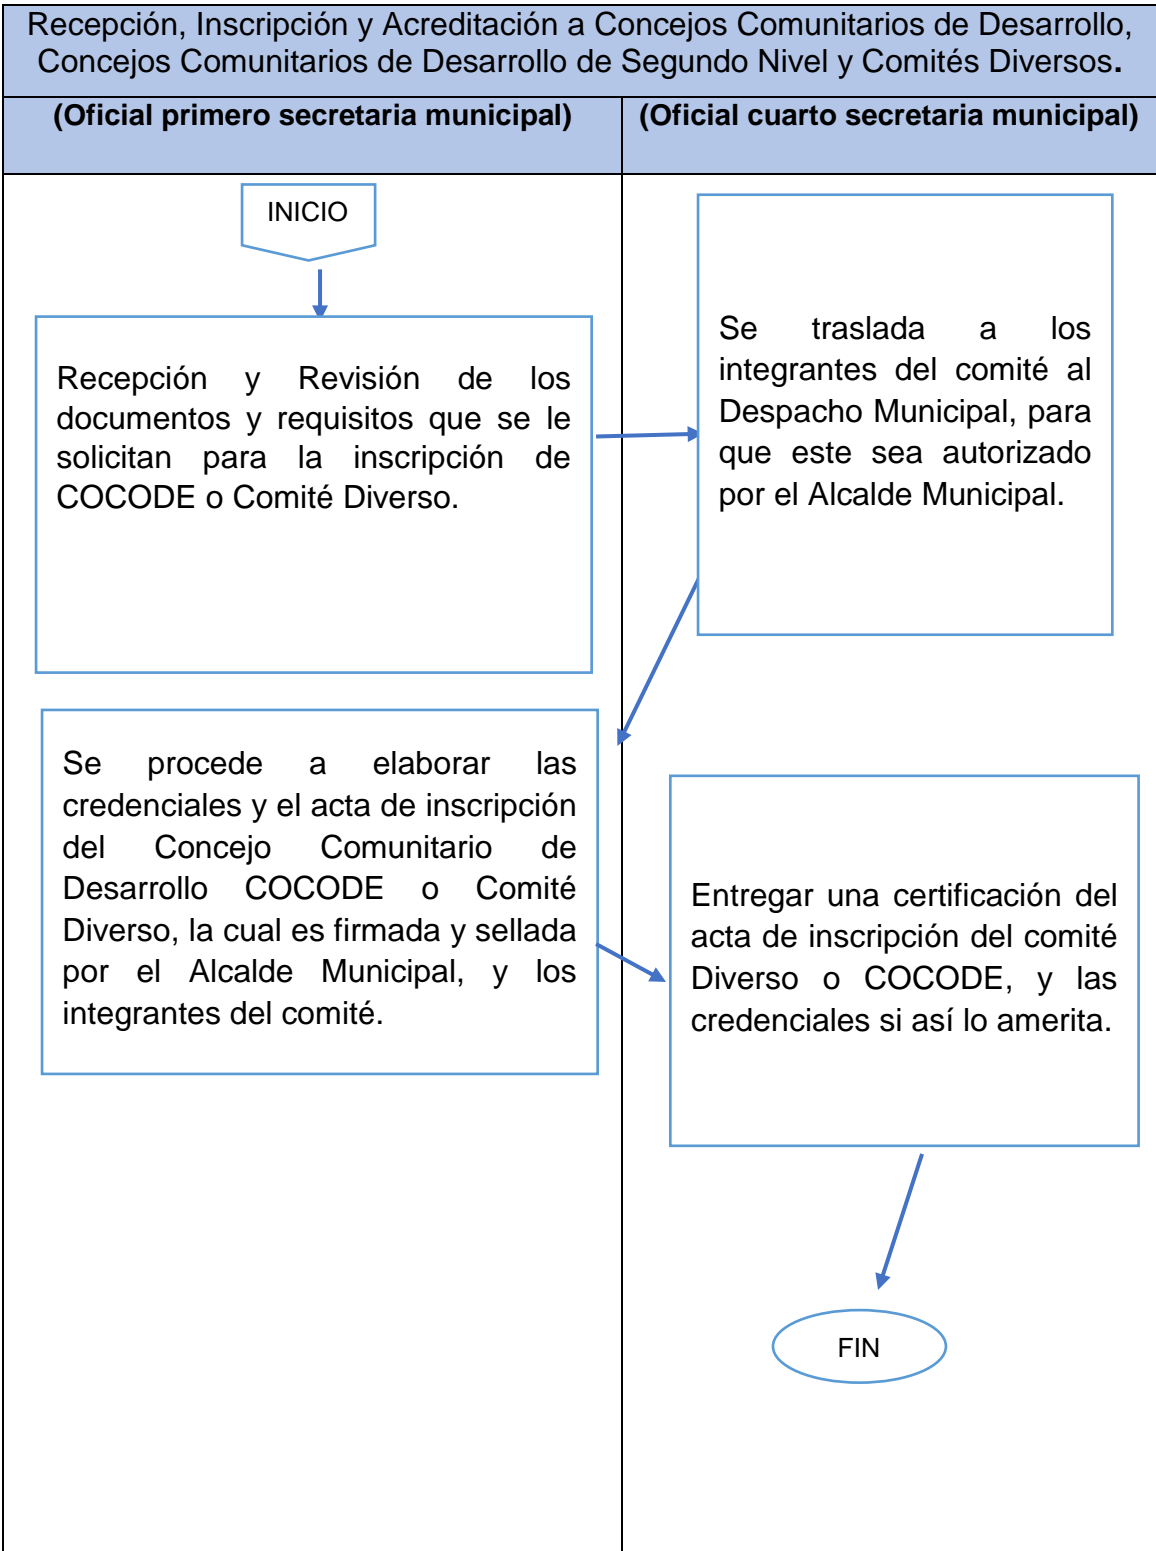 Recepción, Inscripción y Acreditación a Concejos Comunitarios de Desarrollo,
Concejos Comunitarios de Desarrollo de Segundo Nivel y Comités Diversos.
(Oficial primero secretaria municipal)
(Oficial cuarto secretaria municipal)
INICIO
Recepción y Revisión de los
documentos y requisitos que se le
solicitan para la inscripción de
COCODE o Comité Diverso.
Se traslada a los
integrantes del comité al
Despacho Municipal, para
que este sea autorizado
por el Alcalde Municipal.
Se procede a elaborar las
credenciales y el acta de inscripción
del Concejo Comunitario de
Desarrollo COCODE o Comité
Diverso, la cual es firmada y sellada
por el Alcalde Municipal, y los
integrantes del comité.
Entregar una certificación del
acta de inscripción del comité
Diverso o COCODE, y las
credenciales si así lo amerita.
FIN